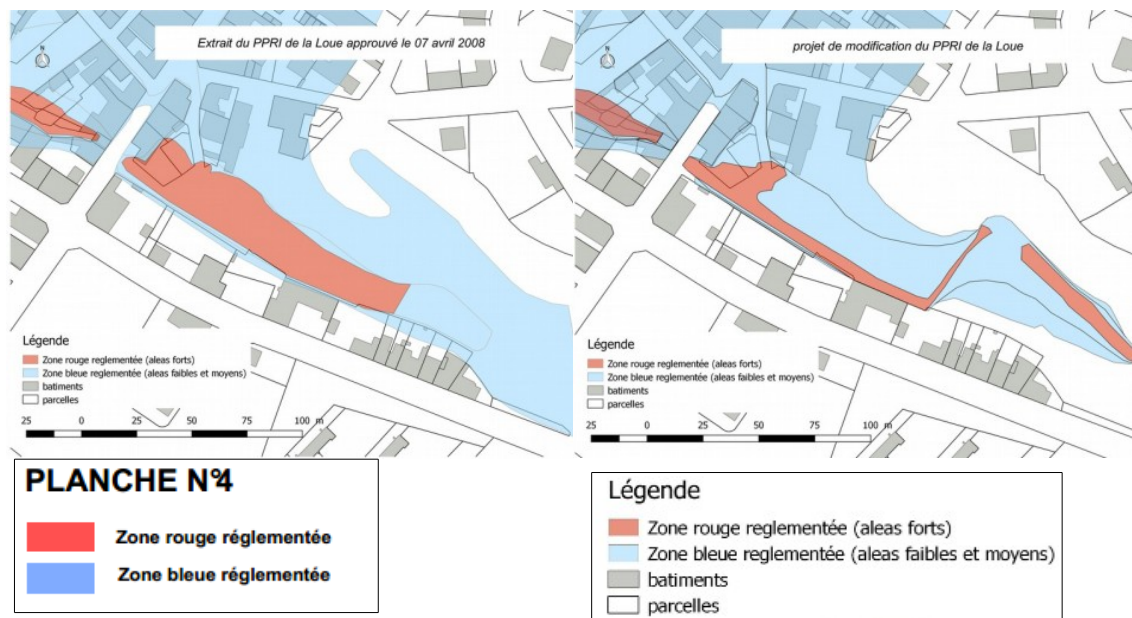 Extrait du PPRI de la Loue approuvé le 07 avril 2008
N
Légende
Zone rouge reglementée (aleas forts)
Zone bleue reglementée (aleas faibles et moyens)
batiments
parcelles
25 0 25 50 75 100 m
projet de modification du PPRI de la Loue
N
Légende
Zone rouge reglementée (aleas forts)
Zone bleue reglementée (aleas faibles et moyens)
batiments
parcelles
25 0 25 50 75 100 m
PLANCHE N°4
Zone rouge réglementée
Zone bleue réglementée
Légende
Zone rouge reglementée (aleas forts)
Zone bleue reglementée (aleas faibles et moyens)
batiments
parcelles